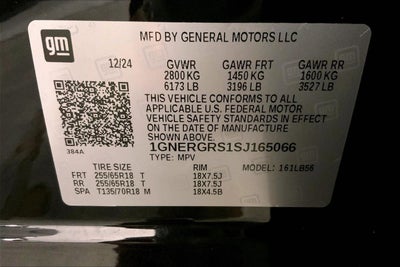 gm
MFD BY GENERAL MOTORS LLC
12/24 GVWR GAWR FRT GAWR RR
2800 KG 1450 KG 1600 KG
6173 LB 3196 LB 3527 LB
THIS VEHICLE CONFORMS TO ALL
APPLICABLE U.S. FEDERAL MOTOR
VEHICLE SAFETY STANDARDS IN EFFECT
ON THE DATE OF MANUFACTURE
SHOWN ABOVE.
384A 1GNERGRS1SJ165066
TYPE: MPV MODEL: 161LB56
TIRE SIZE RIM
FRT 255/65R18 T 18X7.5J
RR 255/65R18 T 18X7.5J
SPA T135/70R18 M 18X4.5B